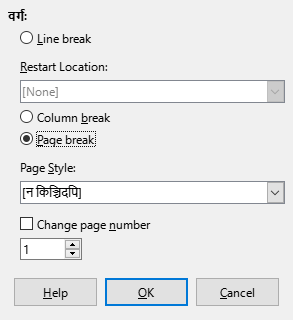 वर्गः
Line break
Restart Location:
[None]
Column break
Page break
Page Style:
[न किञ्चिदपि]
Change page number
1
Help OK Cancel